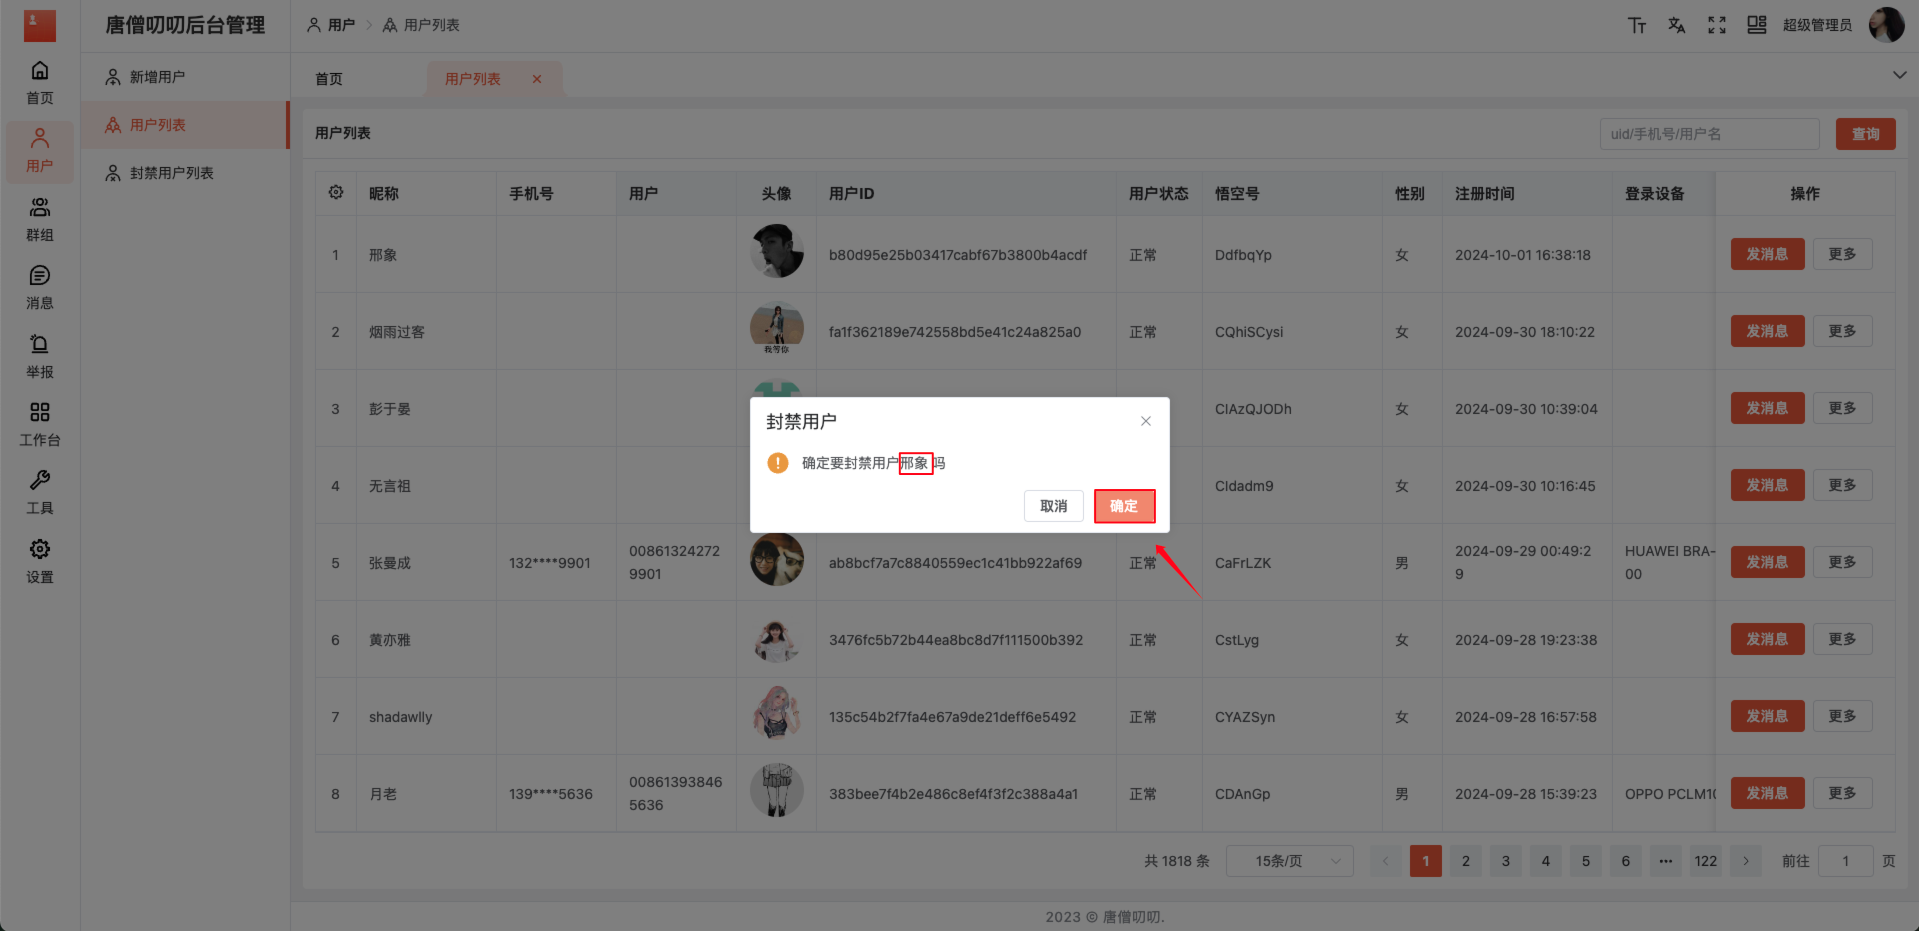 唐僧叨叨后台管理
用户
用户列表
超级管理员
首页
用户
群组
消息
举报
工作台
工具
设置
新增用户
用户列表
封禁用户列表
首页
用户列表
用户列表
uid/手机号/用户名
查询
昵称 手机号 用户 头像 用户ID 用户状态 悟空号 性别 注册时间 登录设备 操作
1 邢象 b80d95e25b03417cabf67b3800b4acdf 正常 DdfbqYp 女 2024-10-01 16:38:18 发消息 更多
2 烟雨过客 我等你 fa1f362189e742558bd5e41c24a825a0 正常 CQhiSCysi 女 2024-09-30 18:10:22 发消息 更多
3 彭于晏 CIAzQJODh 女 2024-09-30 10:39:04 发消息 更多
4 无言祖 Cldadm9 女 2024-09-30 10:16:45 发消息 更多
5 张曼成 132****9901 00861324272
9901 ab8bcf7a7c8840559ec1c41bb922af69 正常 CaFrLZK 男 2024-09-29 00:49:2
9 HUAWEI BRA-
00 发消息 更多
6 黄亦雅 3476fc5b72b44ea8bc8d7f111500b392 正常 CstLyg 女 2024-09-28 19:23:38 发消息 更多
7 shadawlly 135c54b2f7fa4e67a9de21deff6e5492 正常 CYAZSyn 女 2024-09-28 16:57:58 发消息 更多
8 月老 139****5636 00861393846
5636 383bee7f4b2e486c8ef4f3f2c388a4a1 正常 CDAnGp 男 2024-09-28 15:39:23 OPPO PCLM10 发消息 更多
封禁用户
确定要封禁用户邢象 吗
取消 确定
共 1818 条 15条/页 1 2 3 4 5 6 ••• 122 前往 1 页
2023 © 唐僧叨叨.